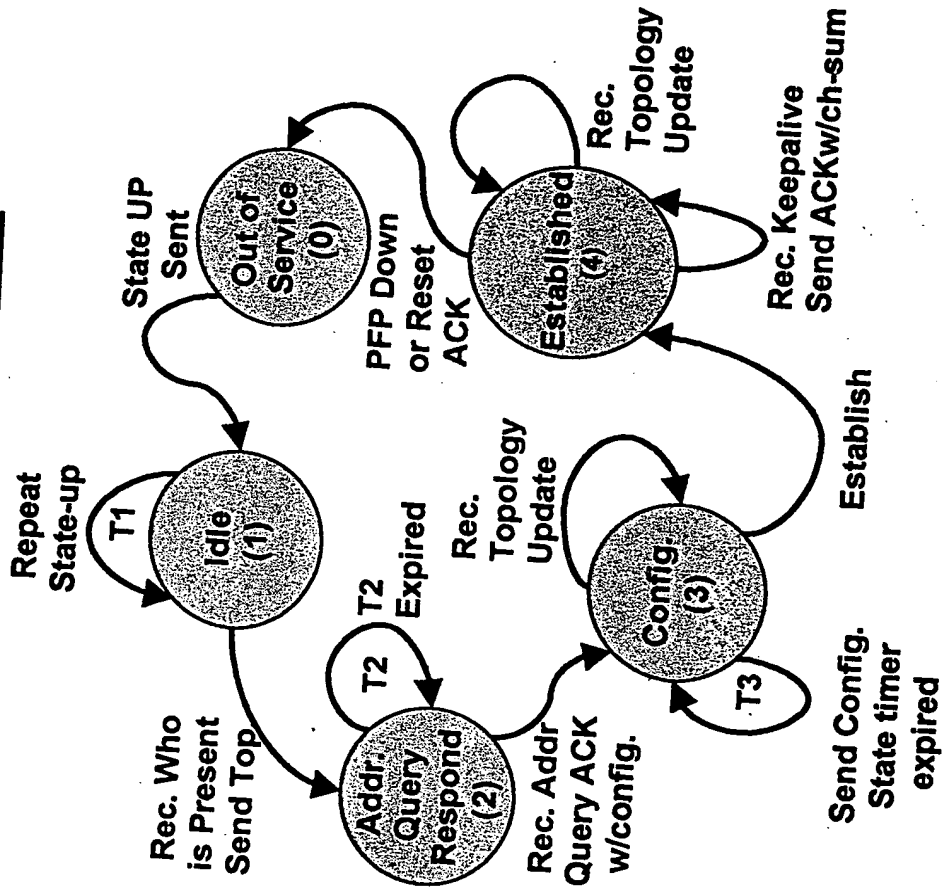 State UP
Sent
Out of
Service
(0)
Repeat
State-up
T1
Idle
(1)
Rec. Who
is Present
Send Top
Addr.
Query
Respond
(2)
T2
T2
Expired
Rec. Addr
Query ACK
w/config.
Config.
(3)
Rec.
Topology
Update
T3
Send Config.
State timer
expired
Establish
Established
(4)
PFP Down
or Reset
ACK
Rec.
Topology
Update
Rec. Keepalive
Send ACKw/ch-sum